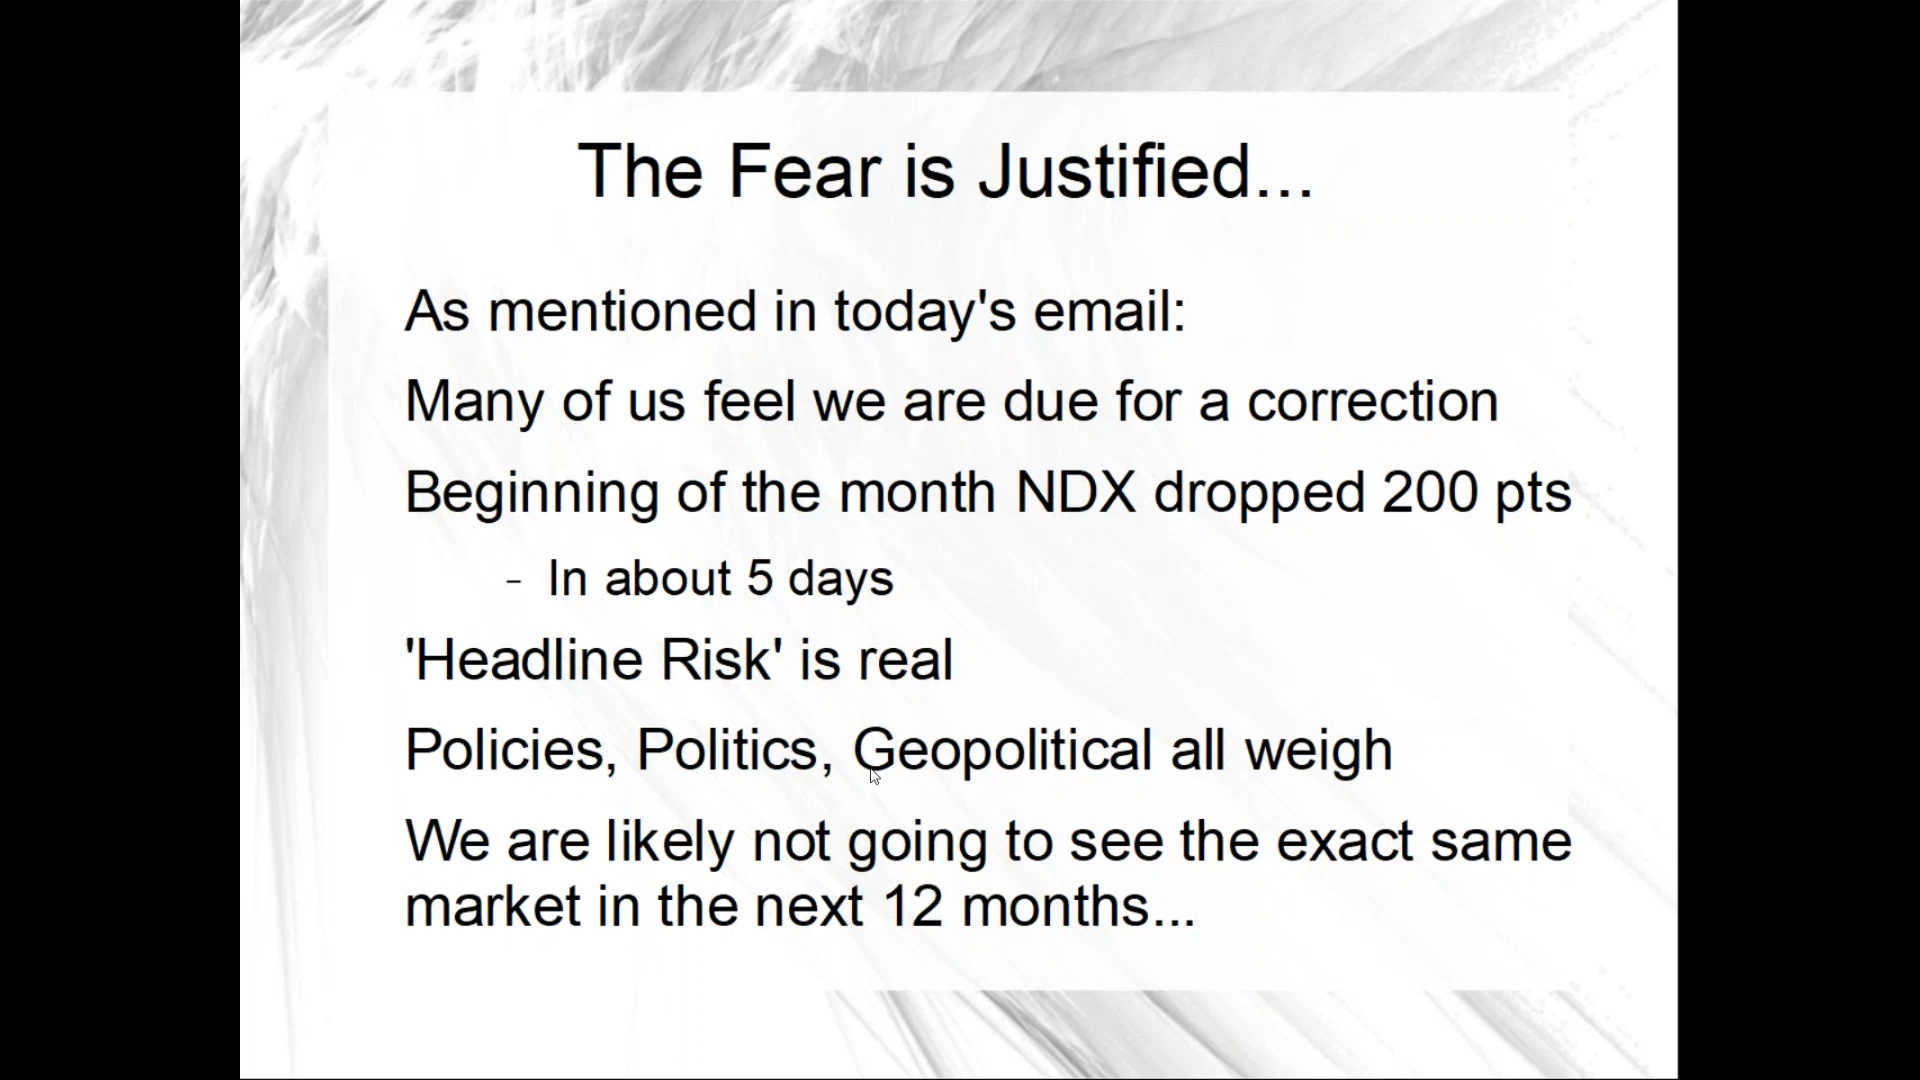 The Fear is Justified...
As mentioned in today's email:
Many of us feel we are due for a correction
Beginning of the month NDX dropped 200 pts
- In about 5 days
'Headline Risk' is real
Policies, Politics, Geopolitical all weigh
We are likely not going to see the exact same
market in the next 12 months...